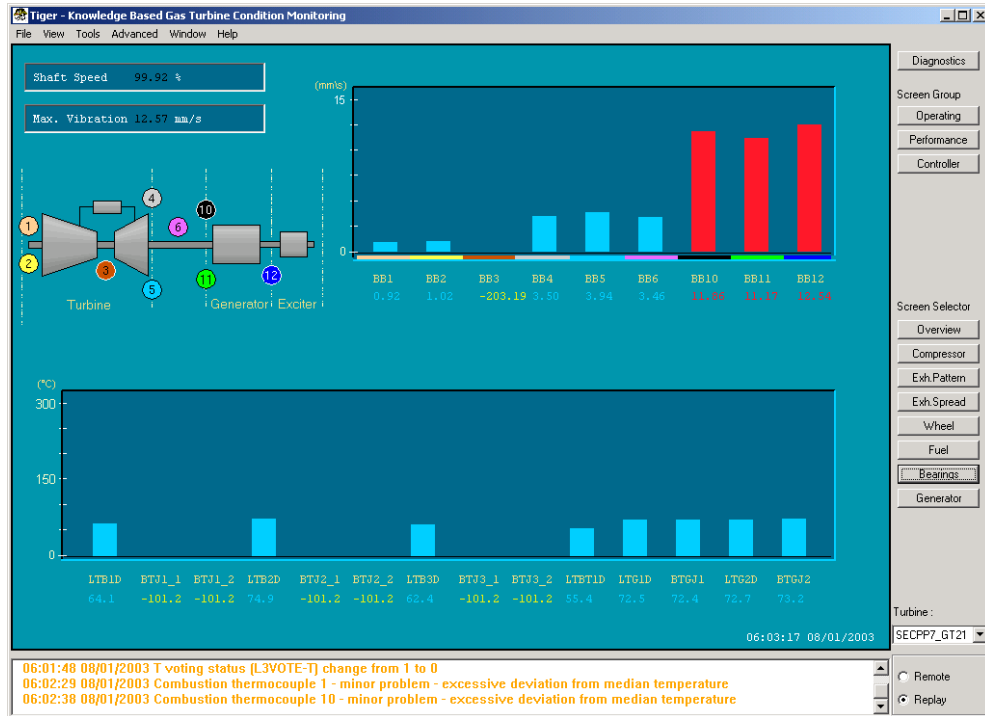 Tiger - Knowledge Based Gas Turbine Condition Monitoring
File View Tools Advanced Window Help
Shaft Speed 99.92 %
Max. Vibration 12.57 mm/s
(mm\s)
15
0
BB1 BB2 BB3 BB4 BB5 BB6 BB10 BB11 BB12
0.92 1.02 -203.19 3.50 3.94 3.46
1
2
3
4
5
6
10
11
12
Turbine Generator Exciter
(°C)
300
150
0
LTB1D BTJ1_1 BTJ1_2 LTB2D BTJ2_1 BTJ2_2 LTB3D BTJ3_1 BTJ3_2 LTBT1D LTG1D BTGJ1 LTG2D BTGJ2
64.1 -101.2 -101.2 74.9 -101.2 -101.2 62.4 -101.2 -101.2 55.4 72.5 72.4 72.7 73.2
06:03:17 08/01/2003
Diagnostics
Screen Group
Operating
Performance
Controller
Screen Selector
Overview
Compressor
Exh.Pattern
Exh.Spread
Wheel
Fuel
Bearings
Generator
Turbine :
SECPP7_GT21
Remote
Replay
06:01:48 08/01/2003 T voting status (L3VOTE-T) change from 1 to 0
06:02:29 08/01/2003 Combustion thermocouple 1 - minor problem - excessive deviation from median temperature
06:02:38 08/01/2003 Combustion thermocouple 10 - minor problem - excessive deviation from median temperature